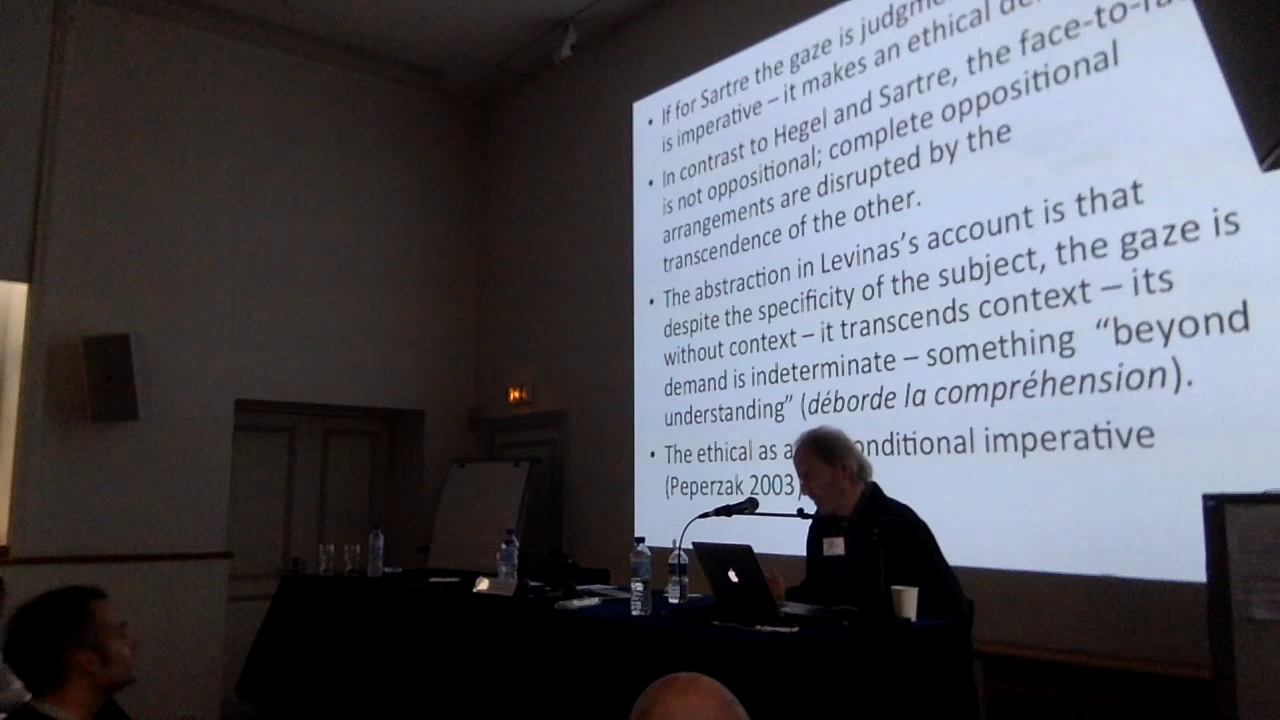 • If for Sartre the gaze is
is imperative – it makes an ethical
• In contrast to Hegel and Sartre, the
is not oppositional; complete oppositional
arrangements are disrupted by the
transcendence of the other.
• The abstraction in Levinas’s account is that
despite the specificity of the subject, the gaze is
without context – it transcends context – its
demand is indeterminate – something “beyond
understanding” (déborde la compréhension).
• The ethical as imperative
(Peperzak 2003